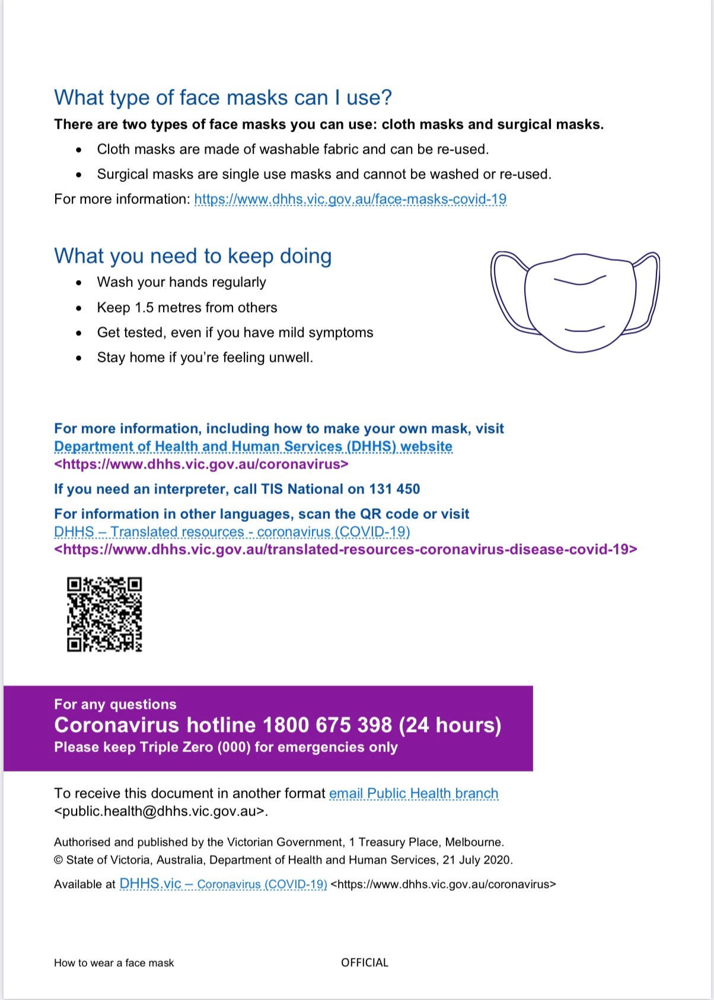 What type of face masks can I use?
There are two types of face masks you can use: cloth masks and surgical masks.
• Cloth masks are made of washable fabric and can be re-used.
• Surgical masks are single use masks and cannot be washed or re-used.
For more information: https://www.dhhs.vic.gov.au/face-masks-covid-19
What you need to keep doing
• Wash your hands regularly
• Keep 1.5 metres from others
• Get tested, even if you have mild symptoms
• Stay home if you’re feeling unwell.
For more information, including how to make your own mask, visit
Department of Health and Human Services (DHHS) website
<https://www.dhhs.vic.gov.au/coronavirus>
If you need an interpreter, call TIS National on 131 450
For information in other languages, scan the QR code or visit
DHHS – Translated resources - coronavirus (COVID-19)
<https://www.dhhs.vic.gov.au/translated-resources-coronavirus-disease-covid-19>
For any questions
Coronavirus hotline 1800 675 398 (24 hours)
Please keep Triple Zero (000) for emergencies only
To receive this document in another format email Public Health branch
<public.health@dhhs.vic.gov.au>.
Authorised and published by the Victorian Government, 1 Treasury Place, Melbourne.
© State of Victoria, Australia, Department of Health and Human Services, 21 July 2020.
Available at DHHS.vic – Coronavirus (COVID-19) <https://www.dhhs.vic.gov.au/coronavirus>
How to wear a face mask OFFICIAL